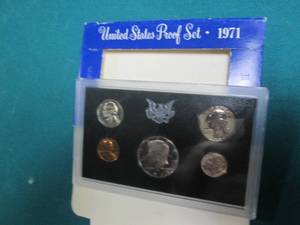 United States Proof Set · 1971